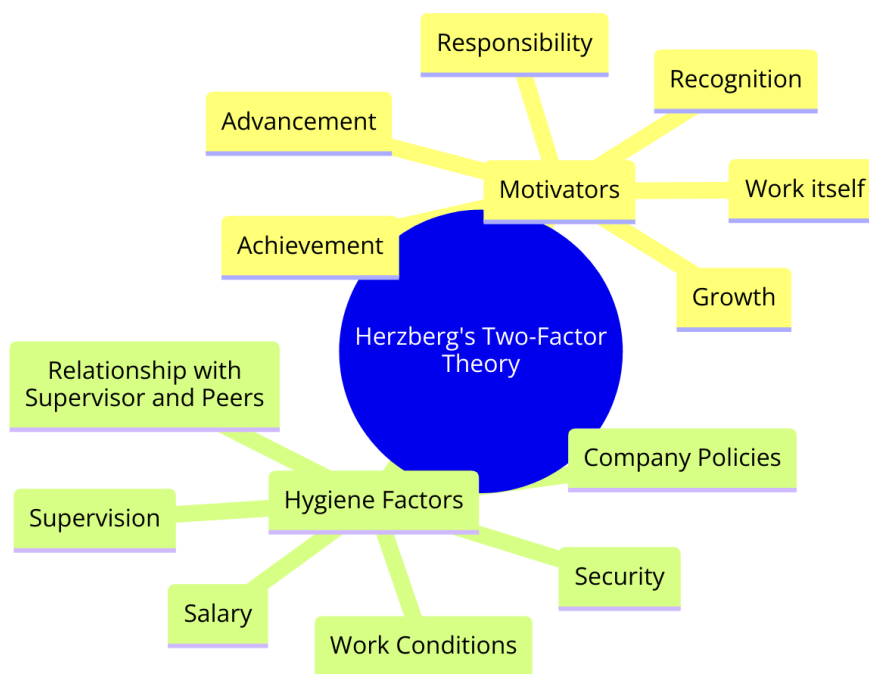 Responsibility
Recognition
Advancement
Motivators
Work itself
Achievement
Growth
Herzberg's Two-Factor
Theory
Relationship with
Supervisor and Peers
Company Policies
Hygiene Factors
Supervision
Security
Salary
Work Conditions